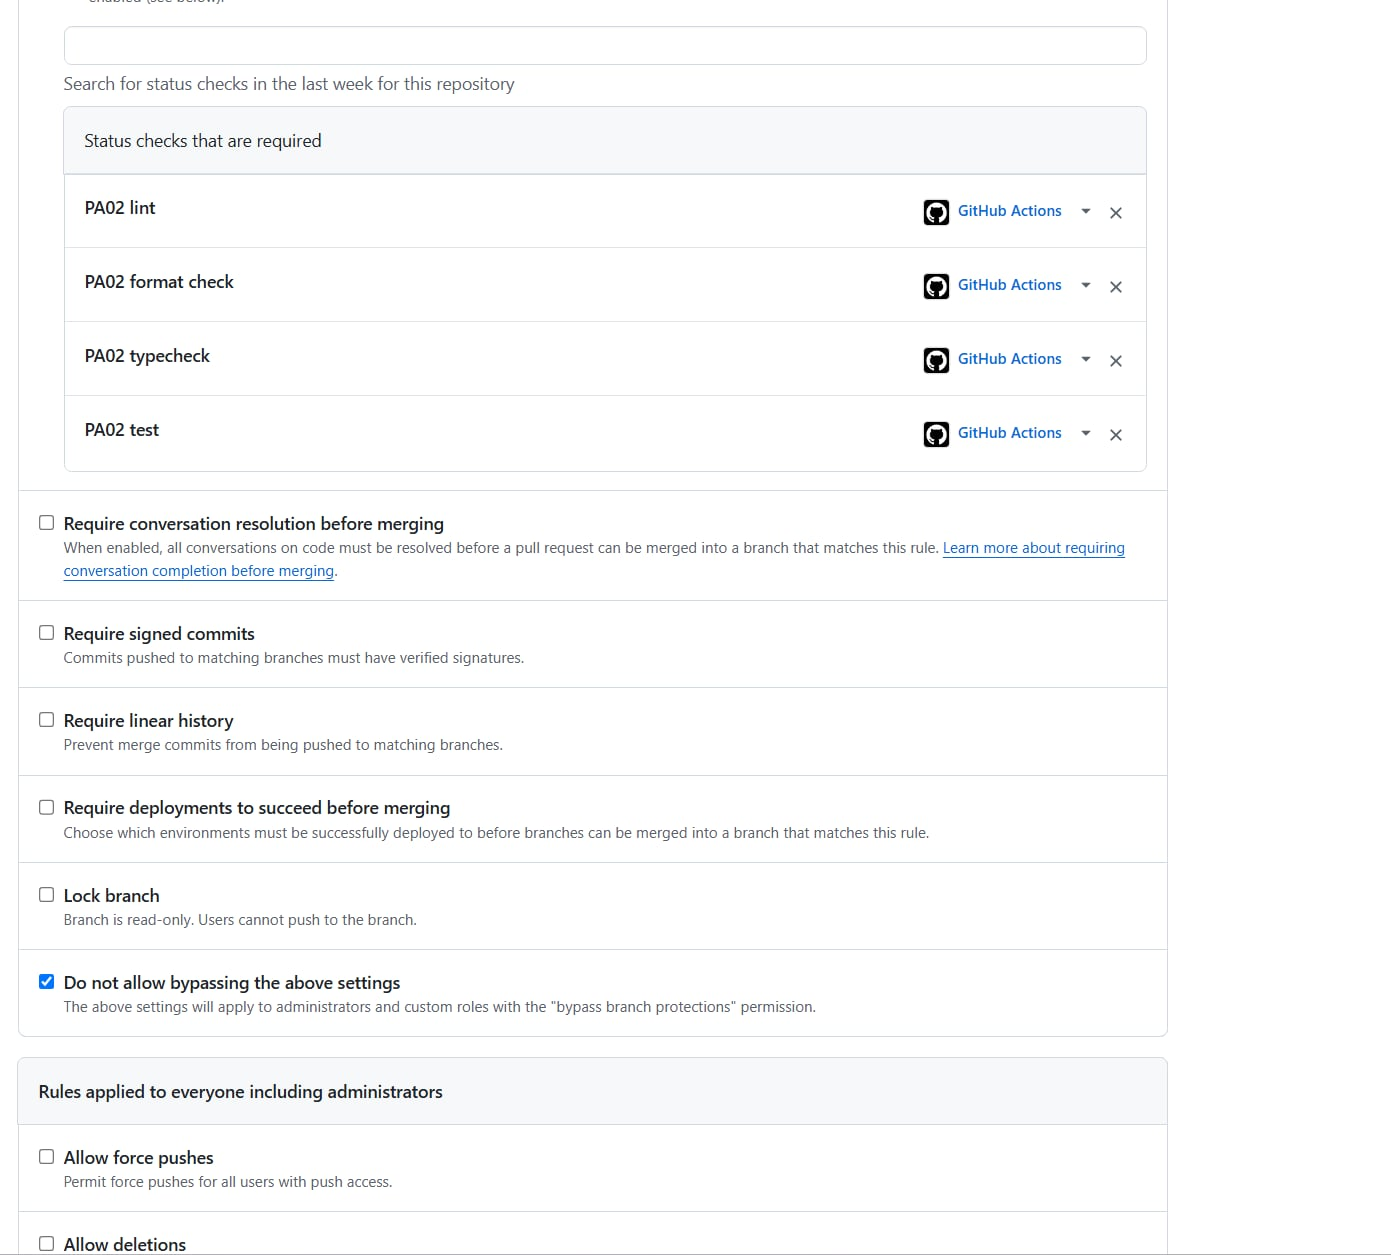 enabled (see below).
Search for status checks in the last week for this repository
Status checks that are required
PA02 lint
GitHub Actions
PA02 format check
GitHub Actions
PA02 typecheck
GitHub Actions
PA02 test
GitHub Actions
Require conversation resolution before merging
When enabled, all conversations on code must be resolved before a pull request can be merged into a branch that matches this rule. Learn more about requiring
conversation completion before merging.
Require signed commits
Commits pushed to matching branches must have verified signatures.
Require linear history
Prevent merge commits from being pushed to matching branches.
Require deployments to succeed before merging
Choose which environments must be successfully deployed to before branches can be merged into a branch that matches this rule.
Lock branch
Branch is read-only. Users cannot push to the branch.
Do not allow bypassing the above settings
The above settings will apply to administrators and custom roles with the "bypass branch protections" permission.
Rules applied to everyone including administrators
Allow force pushes
Permit force pushes for all users with push access.
Allow deletions